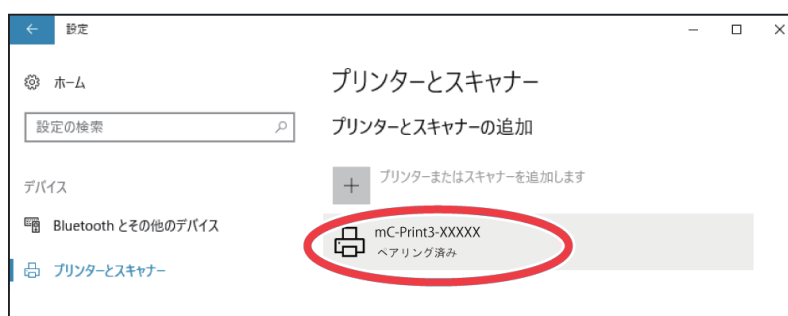 設定
ホーム
設定の検索
デバイス
Bluetooth とその他のデバイス
プリンターとスキャナー
プリンターとスキャナー
プリンターとスキャナーの追加
プリンターまたはスキャナーを追加します
mC-Print3-XXXXX
ペアリング済み